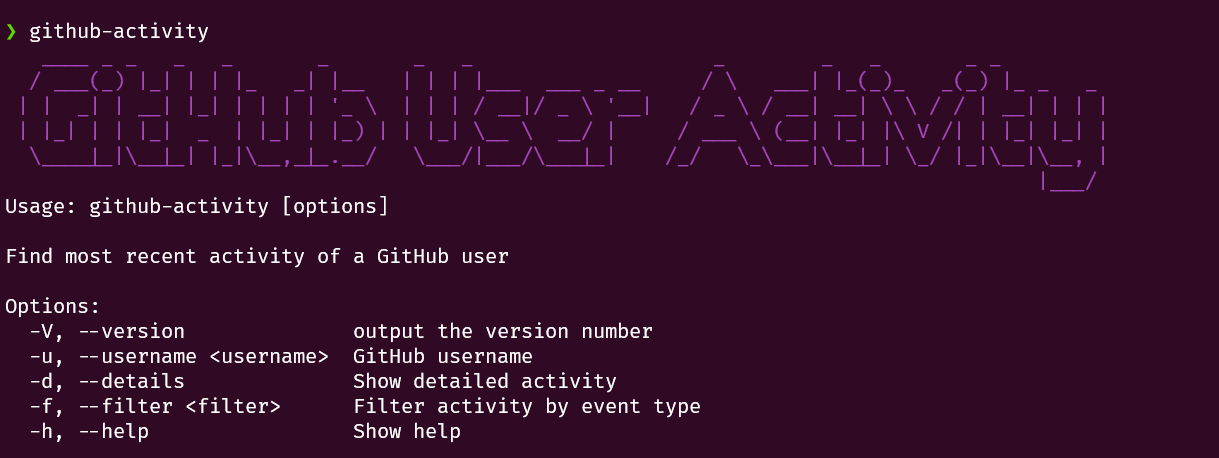 ❯ github-activity
GitHub User Activity
Usage: github-activity [options]
Find most recent activity of a GitHub user
Options:
-V, --version output the version number
-u, --username <username> GitHub username
-d, --details Show detailed activity
-f, --filter <filter> Filter activity by event type
-h, --help Show help